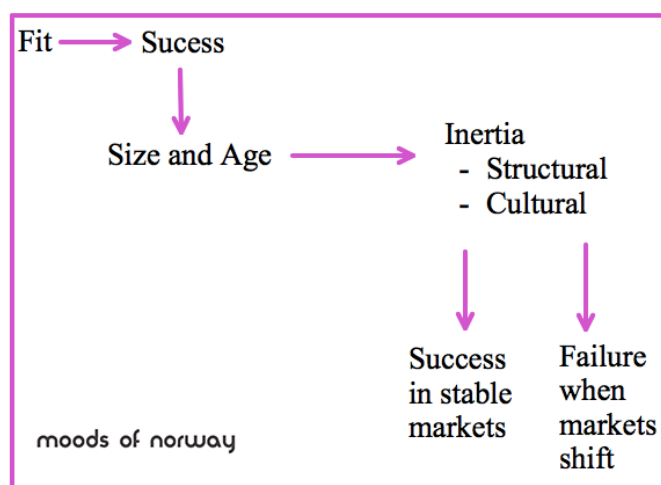 Fit Sucess
Size and Age
Inertia
- Structural
- Cultural
Success
in stable
markets
Failure
when
markets
shift
moods of norway